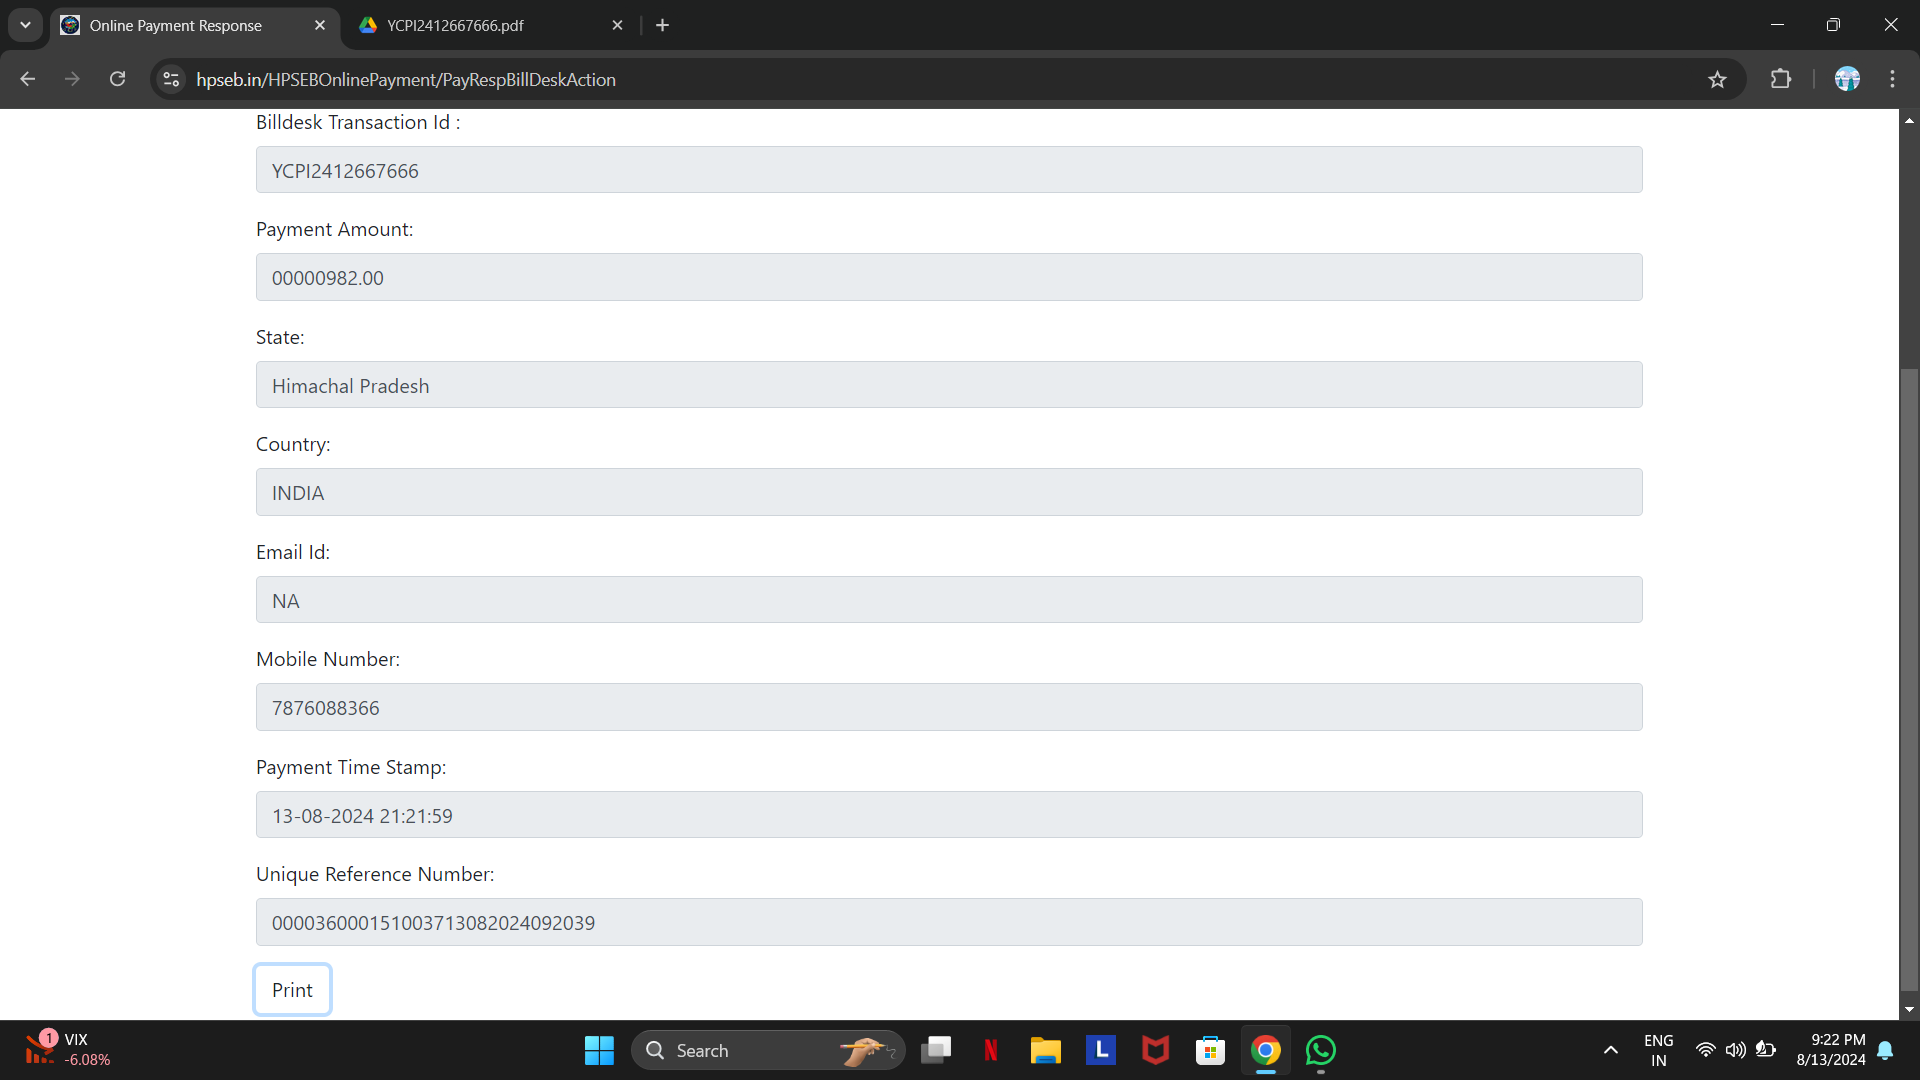 Online Payment Response
YCPI2412667666.pdf
hpseb.in/HPSEBOnlinePayment/PayRespBillDeskAction
Billdesk Transaction Id :
YCPI2412667666
Payment Amount:
00000982.00
State:
Himachal Pradesh
Country:
INDIA
Email Id:
NA
Mobile Number:
7876088366
Payment Time Stamp:
13-08-2024 21:21:59
Unique Reference Number:
000036000151003713082024092039
Print
1
VIX
-6.08%
Search
N
L
ENG
IN
9:22 PM
8/13/2024